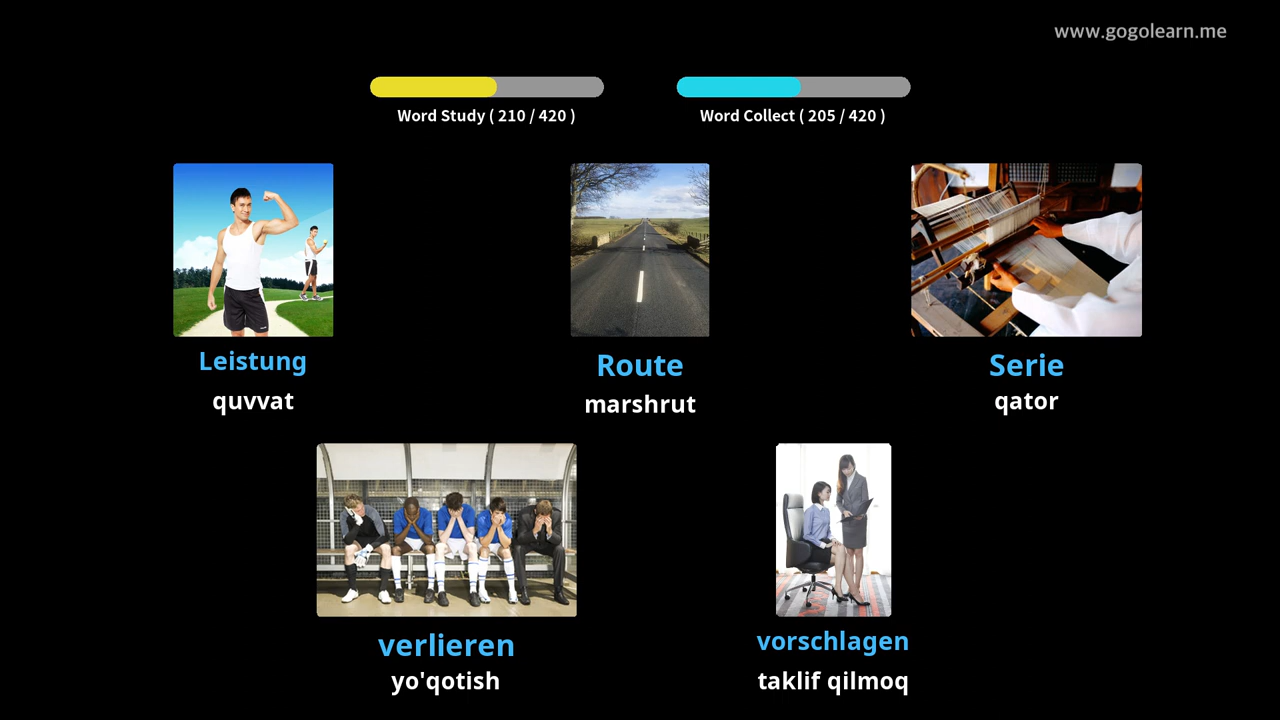 www.gogolearn.me
Word Study ( 210 / 420 )
Word Collect ( 205 / 420 )
Leistung
quvvat
Route
marshrut
Serie
qator
verlieren
yo'qotish
vorschlagen
taklif qilmoq